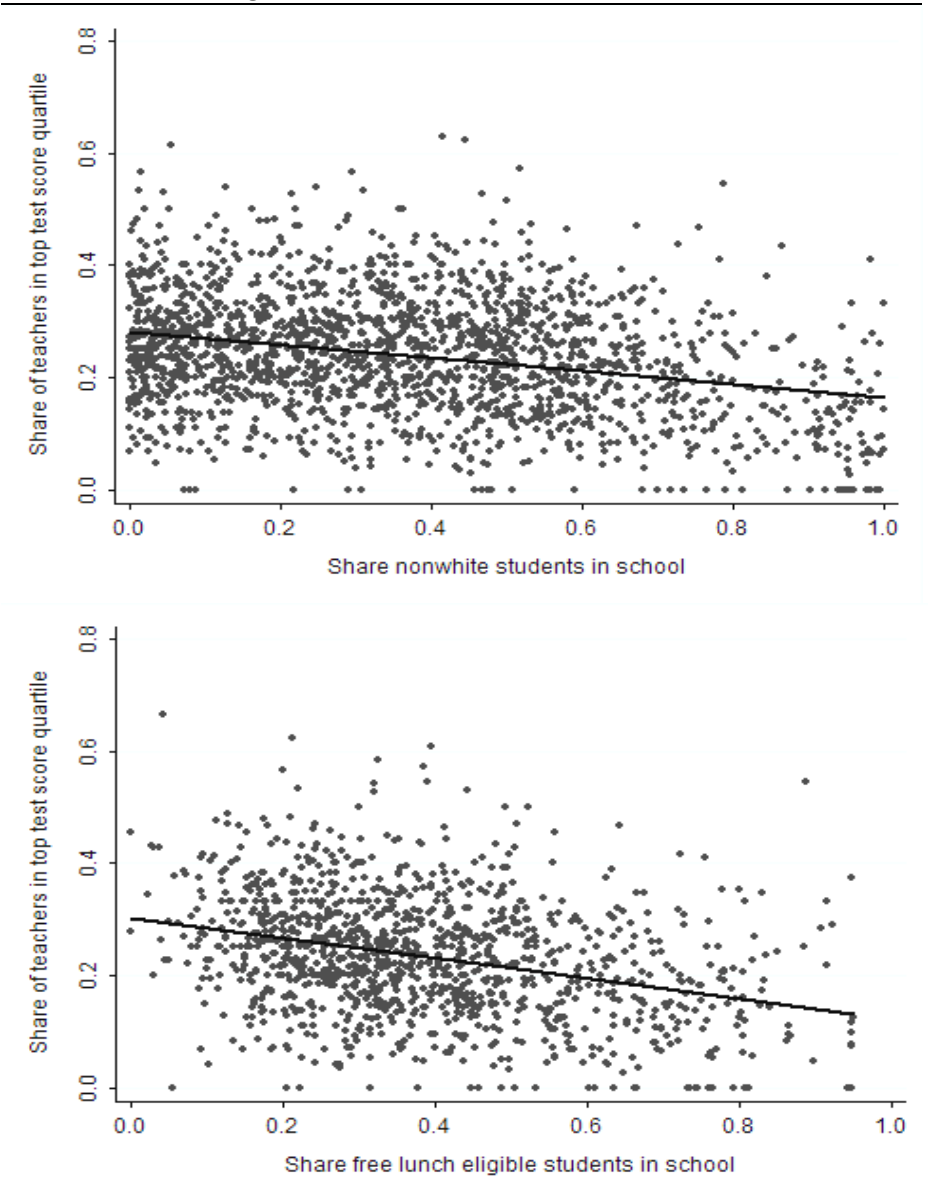 Share of teachers in top test score quartile
0.8
0.6
0.4
0.2
0.0
0.0 0.2 0.4 0.6 0.8 1.0
Share nonwhite students in school
Share of teachers in top test score quartile
0.8
0.6
0.4
0.2
0.0
0.0 0.2 0.4 0.6 0.8 1.0
Share free lunch eligible students in school